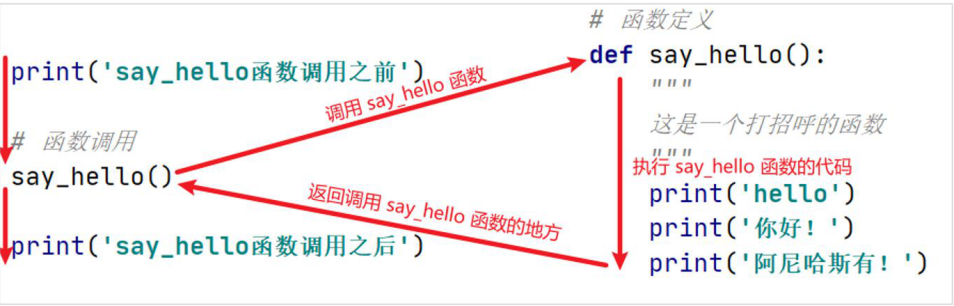 print('say_hello函数调用之前')
# 函数调用
say_hello()
print('say_hello函数调用之后')
调用 say_hello 函数
返回调用 say_hello 函数的地方
# 函数定义
def say_hello():
"""
这是一个打招呼的函数
"""
执行 say_hello 函数的代码
print('hello')
print('你好！')
print('阿尼哈斯有！')